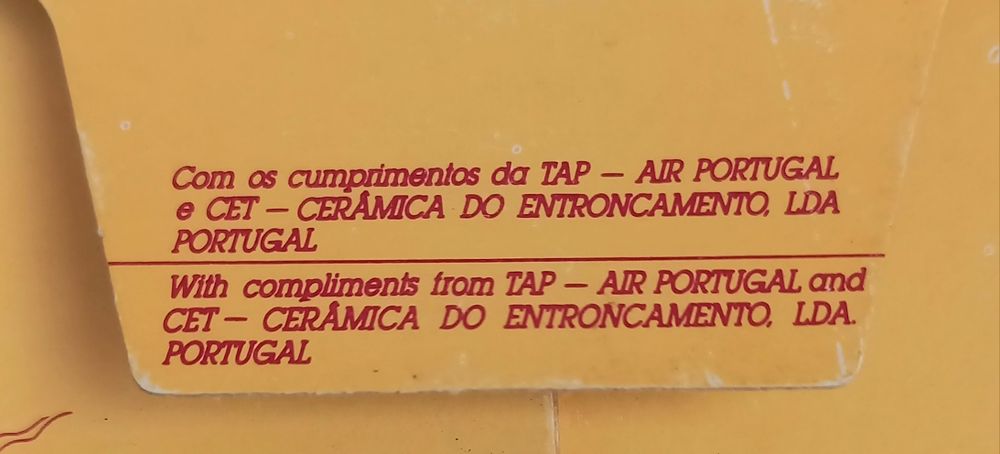 Com os cumprimentos da TAP — AIR PORTUGAL
e CET — CERÂMICA DO ENTRONCAMENTO, LDA
PORTUGAL
With compliments from TAP — AIR PORTUGAL and
CET — CERÂMICA DO ENTRONCAMENTO, LDA.
PORTUGAL